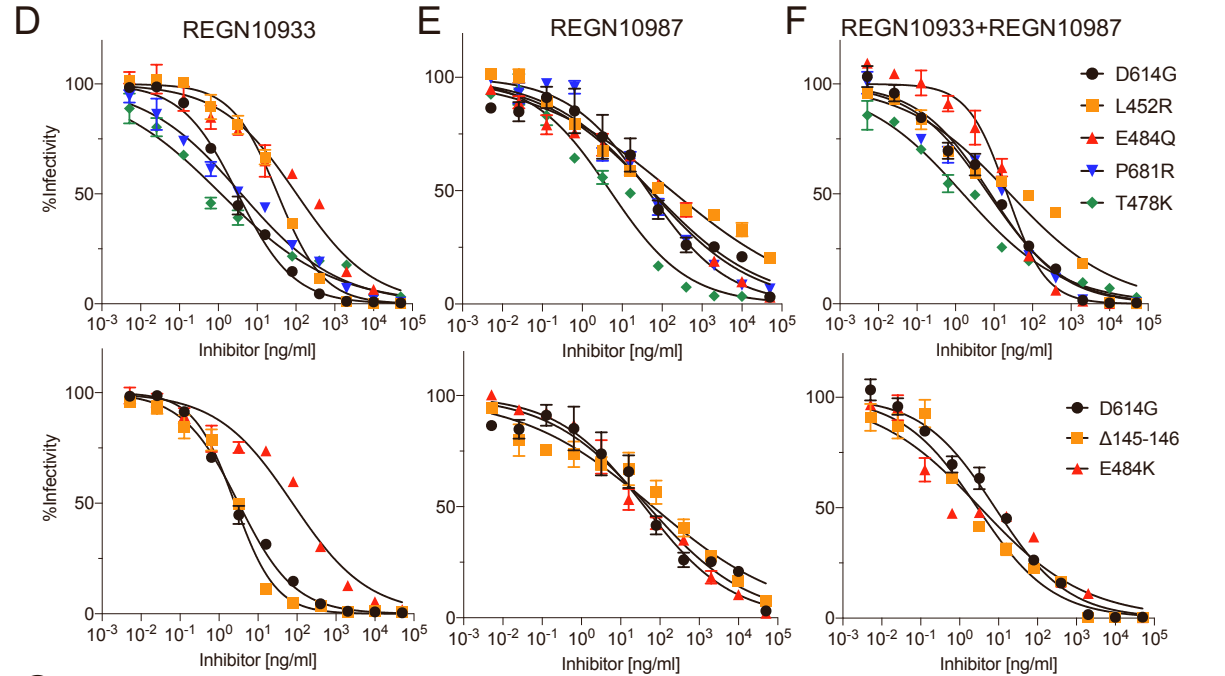 D REGN10933
E REGN10987
F REGN10933+REGN10987
%Infectivity
100
50
0
10⁻³ 10⁻² 10⁻¹ 10⁰ 10¹ 10² 10³ 10⁴ 10⁵
Inhibitor [ng/ml]
100
50
0
10⁻³ 10⁻² 10⁻¹ 10⁰ 10¹ 10² 10³ 10⁴ 10⁵
Inhibitor [ng/ml]
100
50
0
10⁻³ 10⁻² 10⁻¹ 10⁰ 10¹ 10² 10³ 10⁴ 10⁵
Inhibitor [ng/ml]
D614G
L452R
E484Q
P681R
T478K
%Infectivity
100
50
0
10⁻³ 10⁻² 10⁻¹ 10⁰ 10¹ 10² 10³ 10⁴ 10⁵
Inhibitor [ng/ml]
100
50
0
10⁻³ 10⁻² 10⁻¹ 10⁰ 10¹ 10² 10³ 10⁴ 10⁵
Inhibitor [ng/ml]
100
50
0
10⁻³ 10⁻² 10⁻¹ 10⁰ 10¹ 10² 10³ 10⁴ 10⁵
Inhibitor [ng/ml]
D614G
Δ145-146
E484K